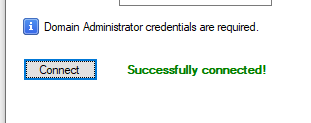 Domain Administrator credentials are required.
Connect Successfully connected!